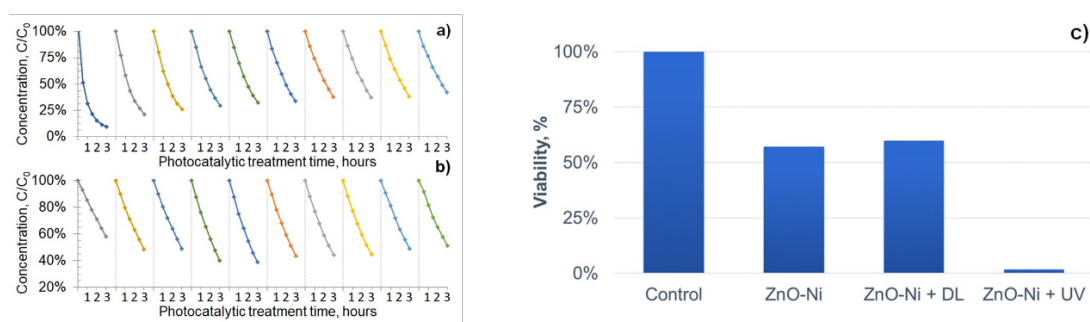 a)
Concentration, C/C₀
100%
75%
50%
25%
0%
1 2 3 1 2 3 1 2 3 1 2 3 1 2 3 1 2 3 1 2 3 1 2 3 1 2 3 1 2 3
Photocatalytic treatment time, hours
b)
Concentration, C/C₀
100%
80%
60%
40%
20%
1 2 3 1 2 3 1 2 3 1 2 3 1 2 3 1 2 3 1 2 3 1 2 3 1 2 3 1 2 3
Photocatalytic treatment time, hours
c)
Viability, %
100%
75%
50%
25%
0%
Control ZnO-Ni ZnO-Ni + DL ZnO-Ni + UV